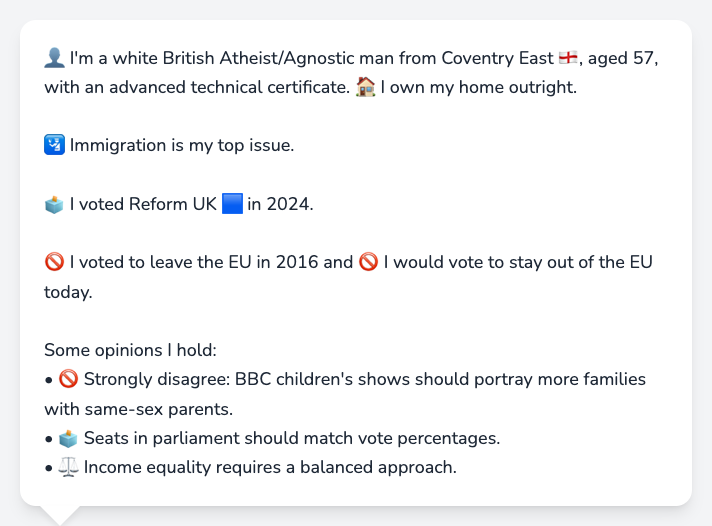 👤 I'm a white British Atheist/Agnostic man from Coventry East 🏴󠁧󠁢󠁥󠁮󠁧󠁿, aged 57,
with an advanced technical certificate. 🏠 I own my home outright.
🛂 Immigration is my top issue.
🗳️ I voted Reform UK 🟦 in 2024.
🚫 I voted to leave the EU in 2016 and 🚫 I would vote to stay out of the EU
today.
Some opinions I hold:
• 🚫 Strongly disagree: BBC children's shows should portray more families
with same-sex parents.
• 🗳️ Seats in parliament should match vote percentages.
• ⚖️ Income equality requires a balanced approach.